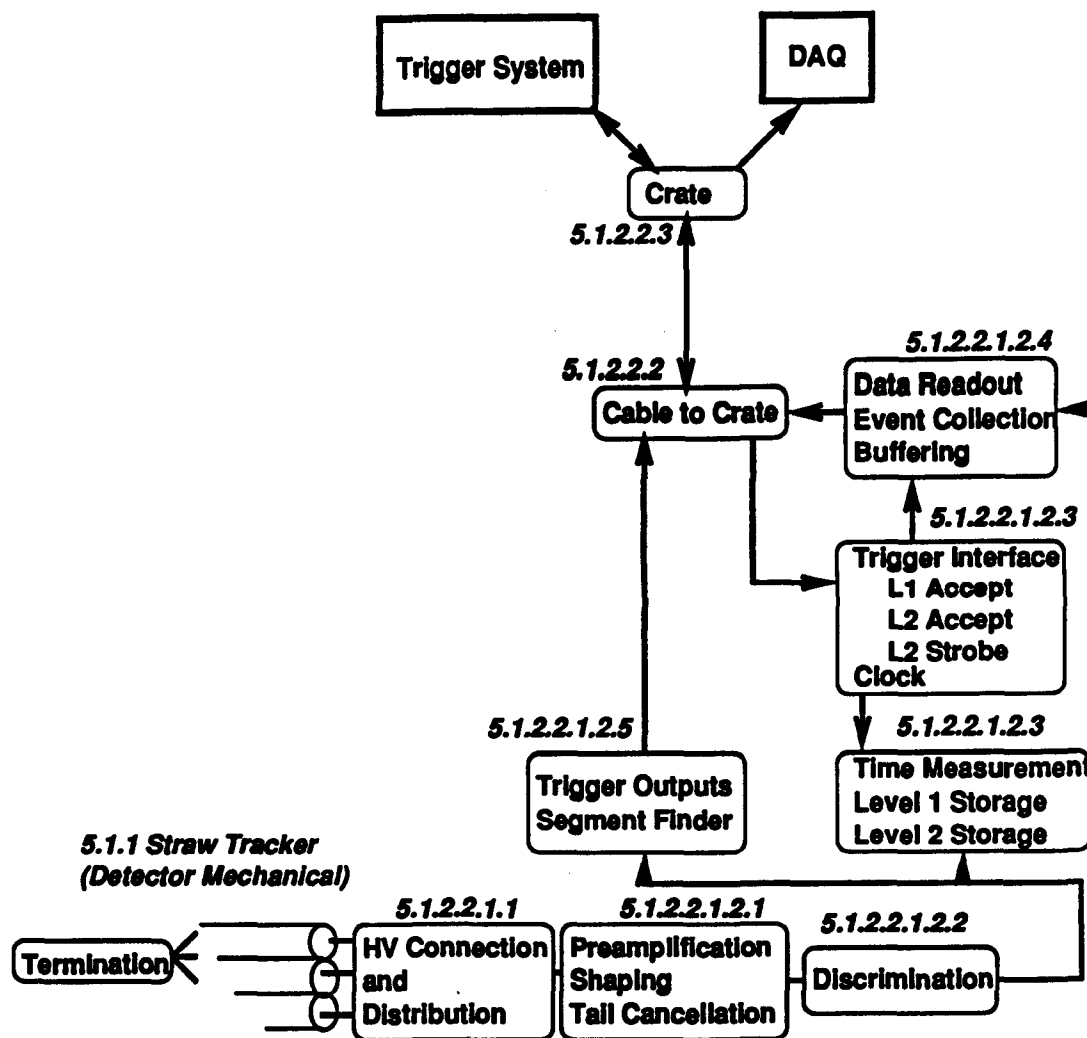 Trigger System
DAQ
Crate
5.1.2.2.3
5.1.2.2.2
Cable to Crate
5.1.2.2.1.2.4
Data Readout
Event Collection
Buffering
5.1.2.2.1.2.3
Trigger Interface
L1 Accept
L2 Accept
L2 Strobe
Clock
5.1.2.2.1.2.5
Trigger Outputs
Segment Finder
5.1.2.2.1.2.3
Time Measurement
Level 1 Storage
Level 2 Storage
5.1.1 Straw Tracker
(Detector Mechanical)
Termination
5.1.2.2.1.1
HV Connection
and
Distribution
5.1.2.2.1.2.1
Preamplification
Shaping
Tail Cancellation
5.1.2.2.1.2.2
Discrimination